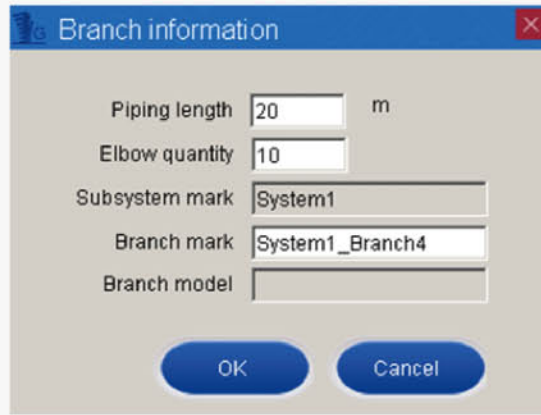 G Branch information
Piping length 20 m
Elbow quantity 10
Subsystem mark System1
Branch mark System1_Branch4
Branch model
OK Cancel